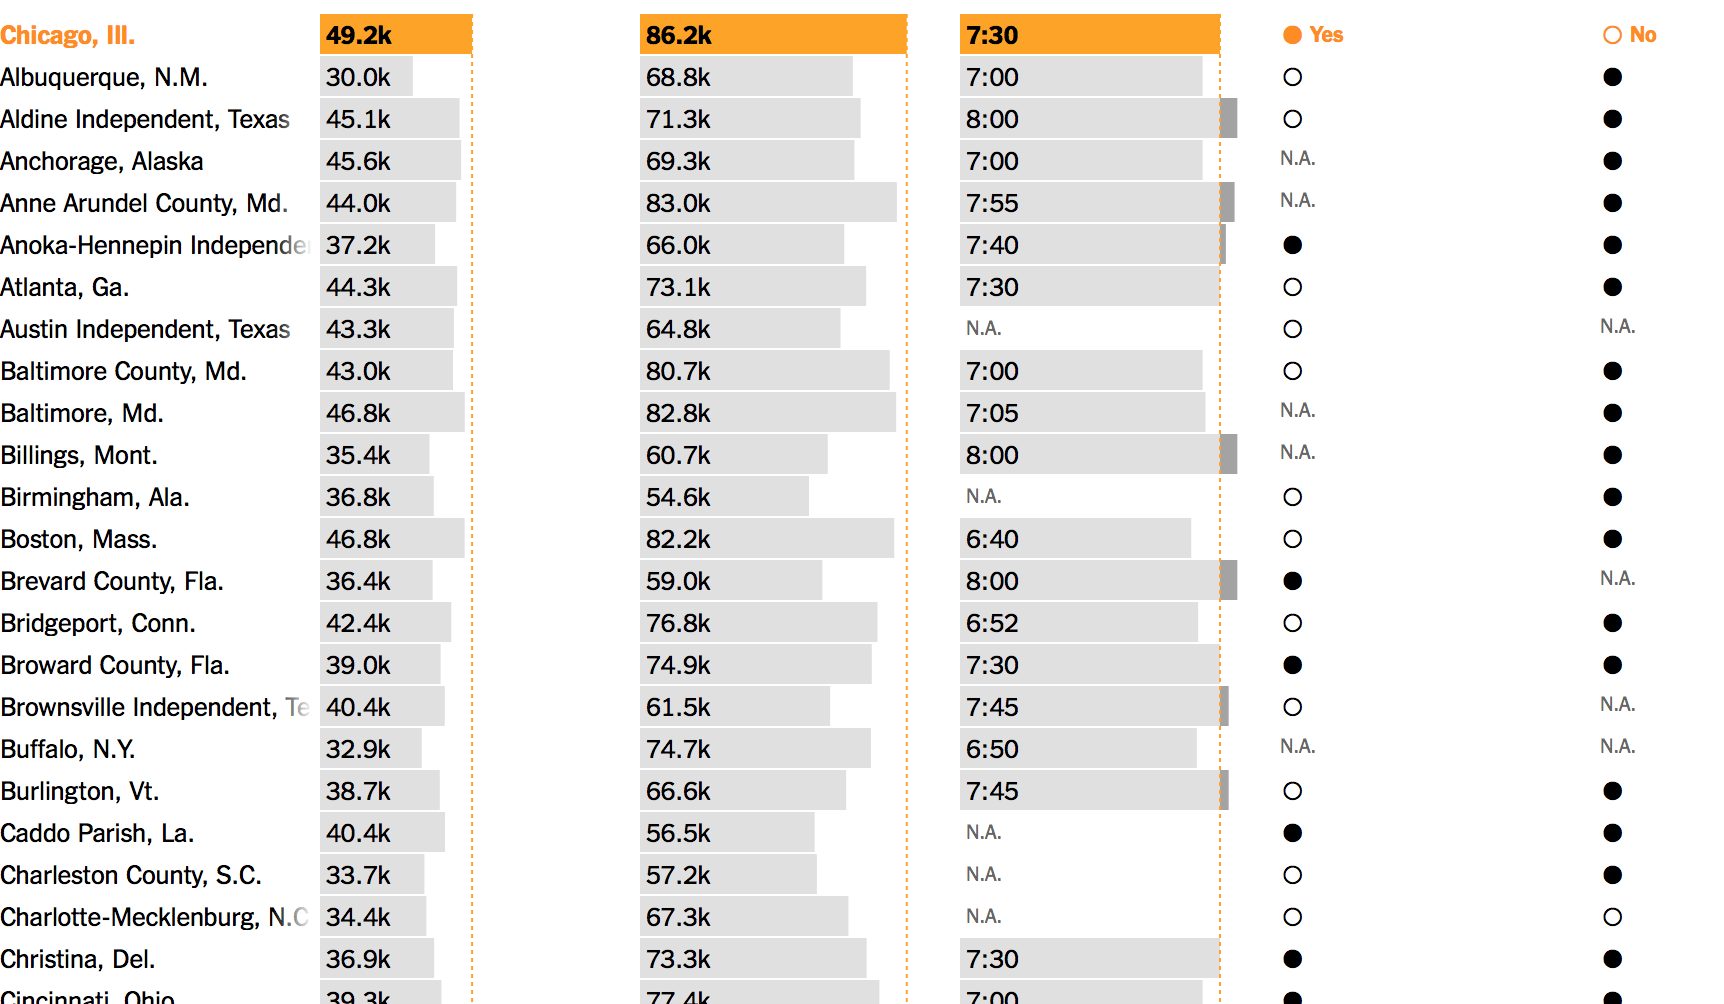 Chicago, Ill. 49.2k 86.2k 7:30 Yes No
Albuquerque, N.M. 30.0k 68.8k 7:00
Aldine Independent, Texas 45.1k 71.3k 8:00
Anchorage, Alaska 45.6k 69.3k 7:00 N.A.
Anne Arundel County, Md. 44.0k 83.0k 7:55 N.A.
Anoka-Hennepin Independe 37.2k 66.0k 7:40
Atlanta, Ga. 44.3k 73.1k 7:30
Austin Independent, Texas 43.3k 64.8k N.A. N.A.
Baltimore County, Md. 43.0k 80.7k 7:00
Baltimore, Md. 46.8k 82.8k 7:05 N.A.
Billings, Mont. 35.4k 60.7k 8:00 N.A.
Birmingham, Ala. 36.8k 54.6k N.A.
Boston, Mass. 46.8k 82.2k 6:40
Brevard County, Fla. 36.4k 59.0k 8:00 N.A.
Bridgeport, Conn. 42.4k 76.8k 6:52
Broward County, Fla. 39.0k 74.9k 7:30
Brownsville Independent, Te 40.4k 61.5k 7:45 N.A.
Buffalo, N.Y. 32.9k 74.7k 6:50 N.A. N.A.
Burlington, Vt. 38.7k 66.6k 7:45
Caddo Parish, La. 40.4k 56.5k N.A.
Charleston County, S.C. 33.7k 57.2k N.A.
Charlotte-Mecklenburg, N.C 34.4k 67.3k N.A.
Christina, Del. 36.9k 73.3k 7:30
Cincinnati, Ohio 39.3k 77.4k 7:00